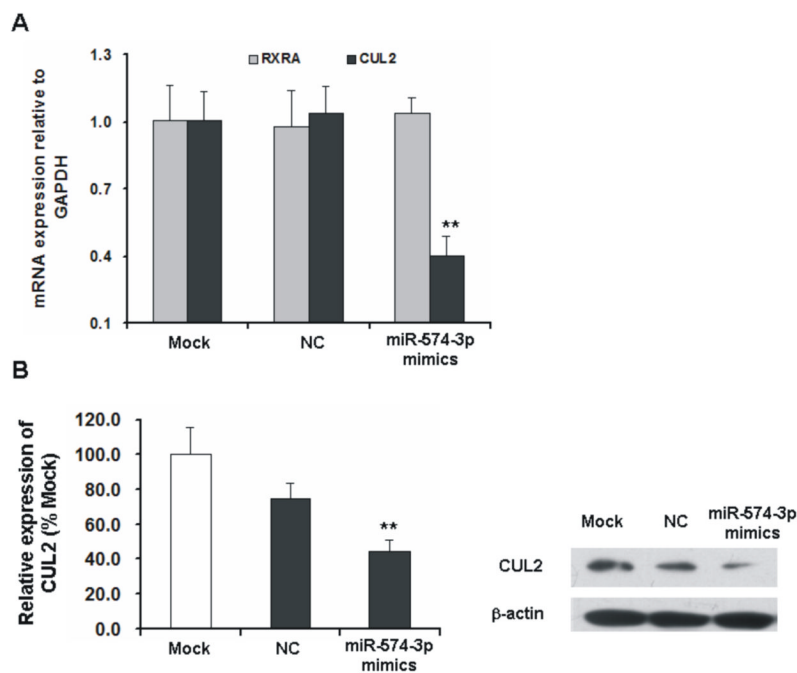 A
mRNA expression relative to
GAPDH
1.3
1.0
0.7
0.4
0.1
RXRA CUL2
**
Mock NC miR-574-3p
mimics
B
Relative expression of
CUL2 (% Mock)
120.0
100.0
80.0
60.0
40.0
20.0
0.0
**
Mock NC miR-574-3p
mimics
Mock NC miR-574-3p
mimics
CUL2
β-actin